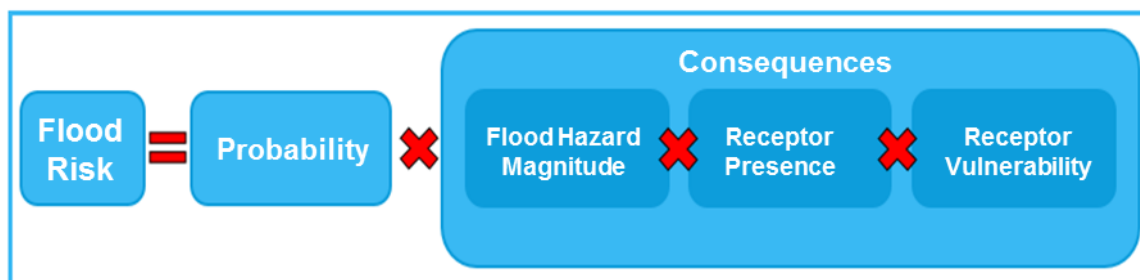 Consequences
Flood
Risk
Probability
Flood Hazard
Magnitude
Receptor
Presence
Receptor
Vulnerability